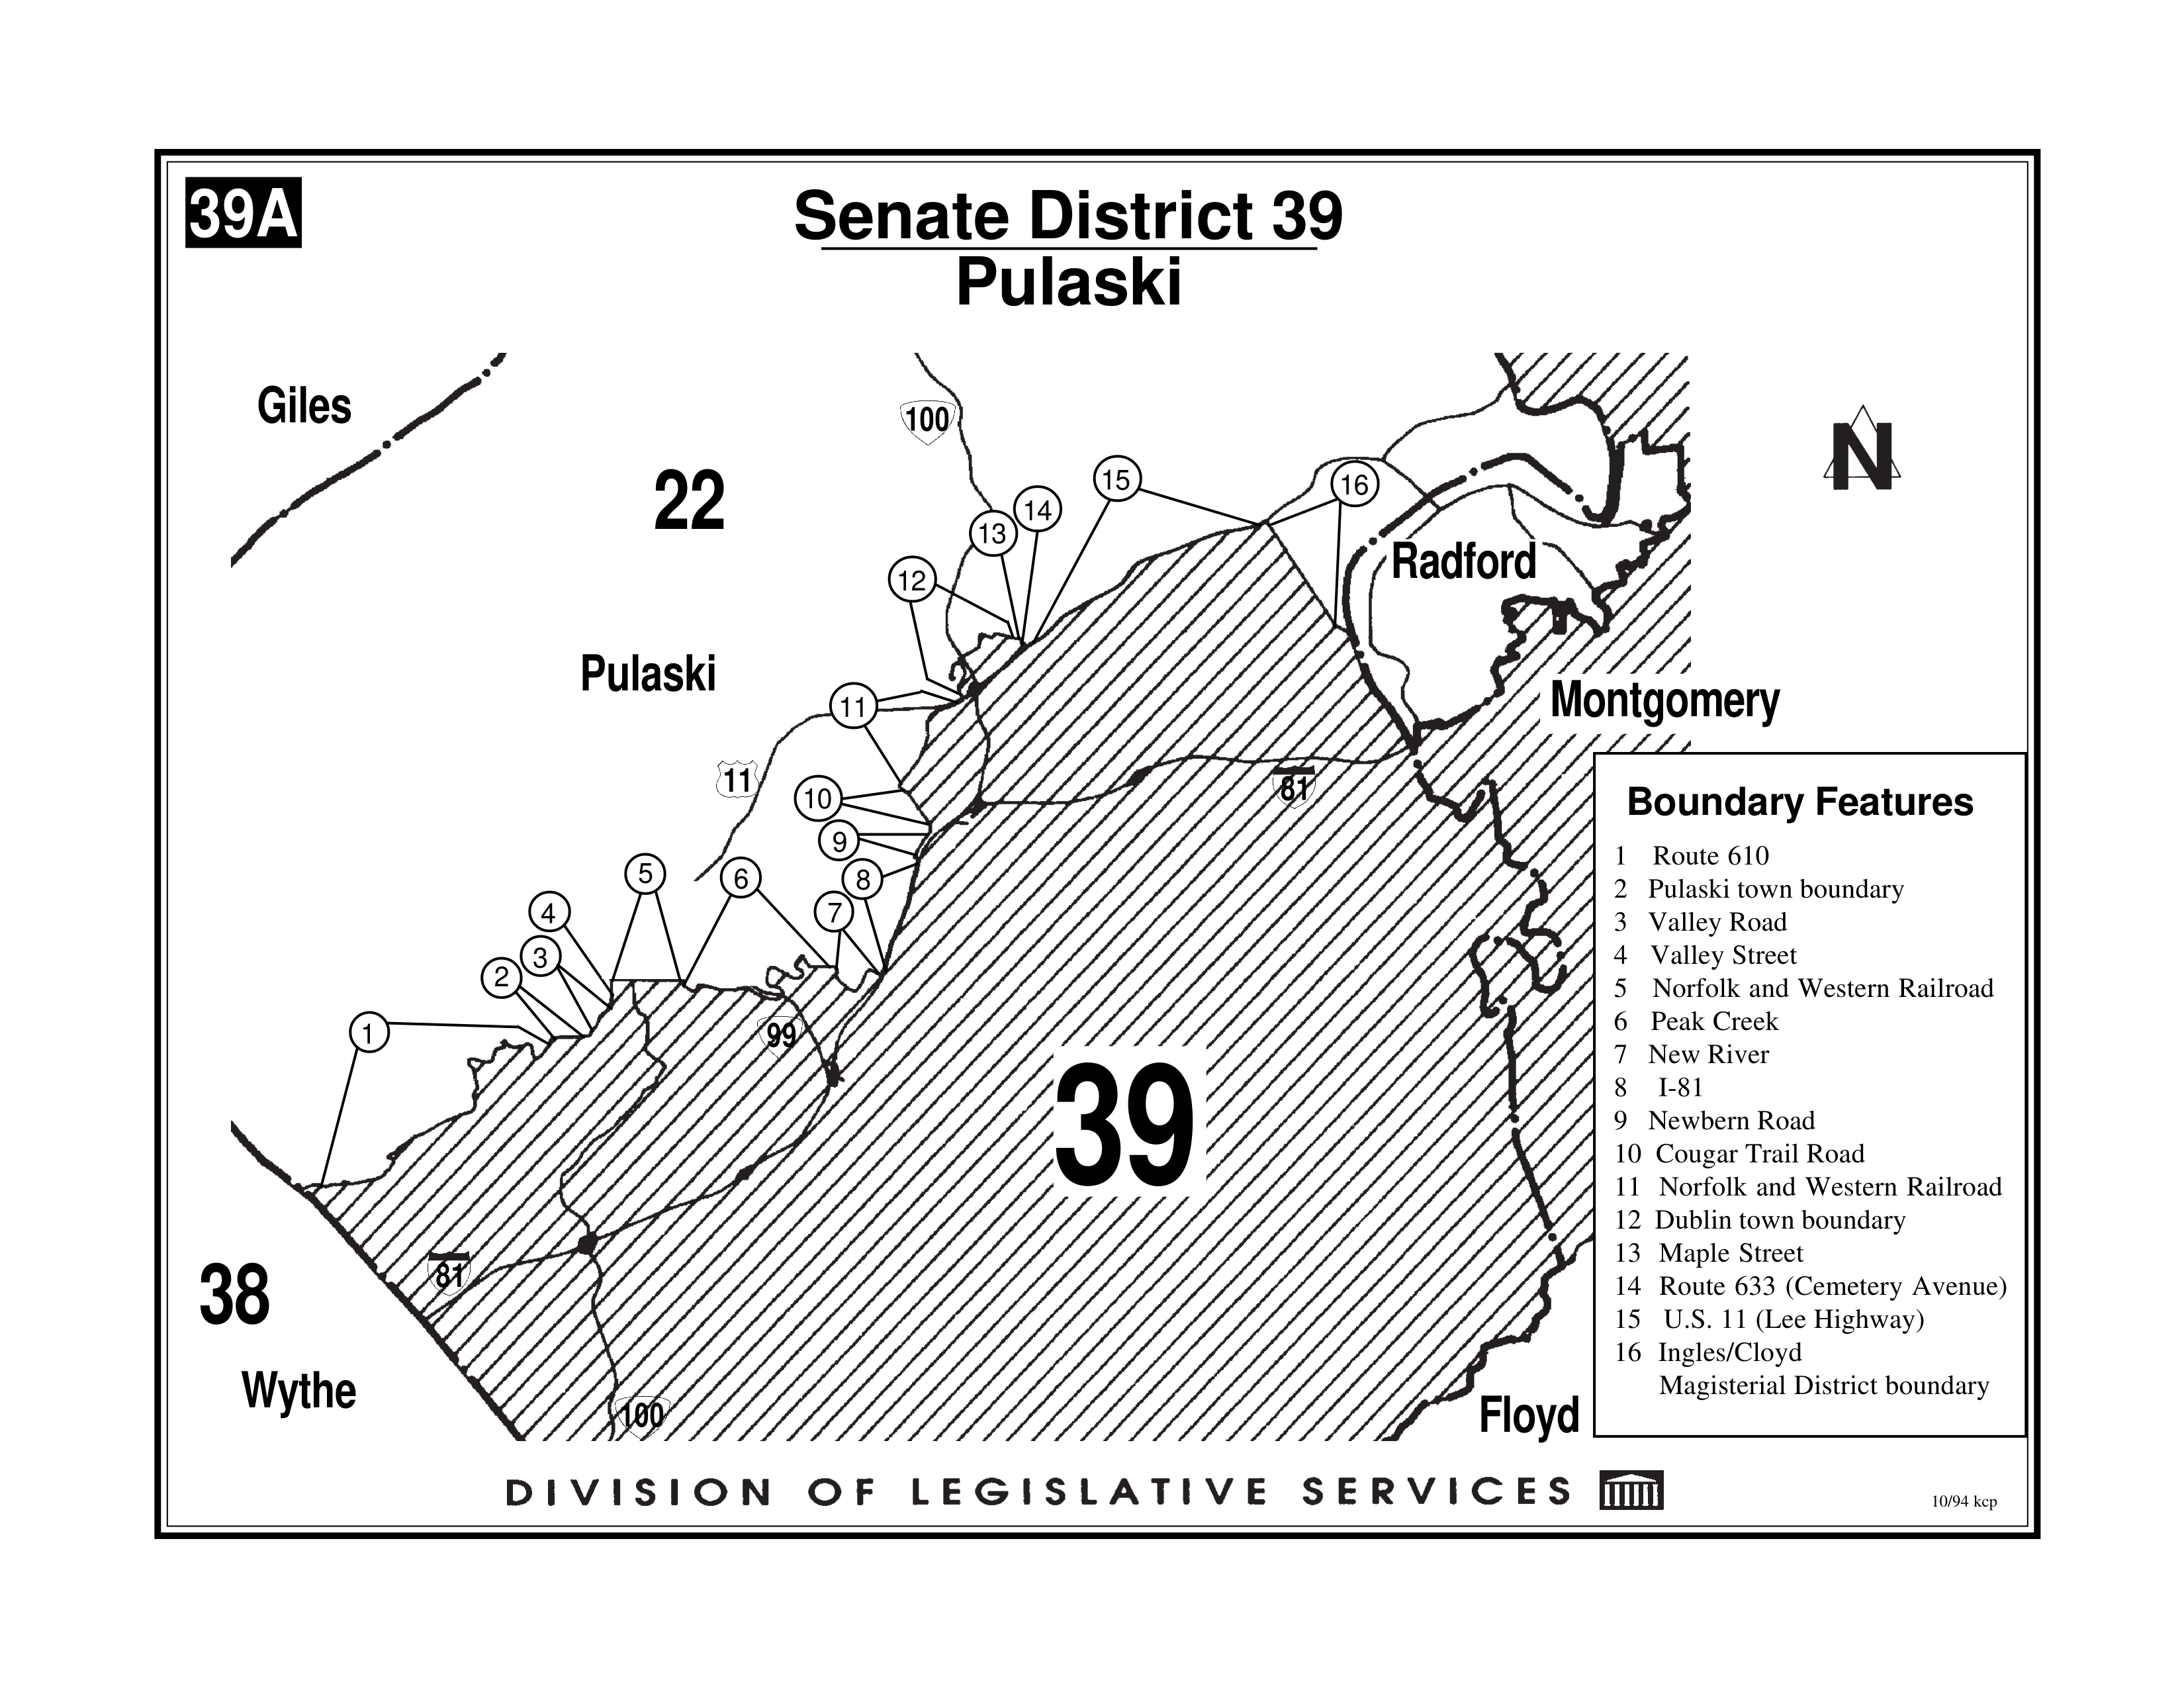 39A
Senate District 39
Pulaski
Giles
100
N
22
15
16
14
13
Radford
12
Pulaski
11
Montgomery
11
81
10
9
5
6
8
4
7
3
2
1
99
39
38
81
Wythe
100
Floyd
Boundary Features
1 Route 610
2 Pulaski town boundary
3 Valley Road
4 Valley Street
5 Norfolk and Western Railroad
6 Peak Creek
7 New River
8 I-81
9 Newbern Road
10 Cougar Trail Road
11 Norfolk and Western Railroad
12 Dublin town boundary
13 Maple Street
14 Route 633 (Cemetery Avenue)
15 U.S. 11 (Lee Highway)
16 Ingles/Cloyd
Magisterial District boundary
DIVISION OF LEGISLATIVE SERVICES
10/94 kcp